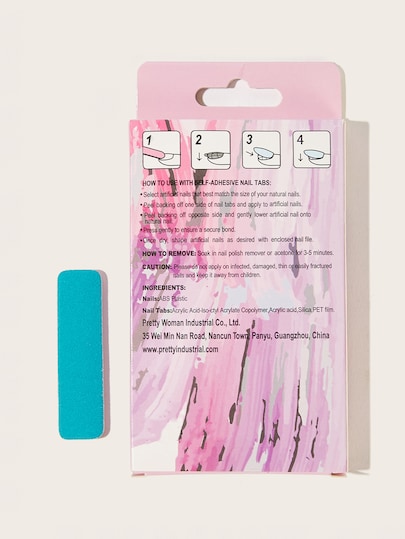 1 2 3 4
HOW TO USE WITH SELF-ADHESIVE NAIL TABS:
• Select artificial nails that best match the size of your natural nails.
• Peel backing off one side of nail tabs and apply to artificial nails.
• Peel backing off opposite side and gently lower artificial nail onto
natural nail.
• Press gently to ensure a secure bond.
• Once dry, shape artificial nails as desired with enclosed nail file.
HOW TO REMOVE: Soak in nail polish remover or acetone for 3-5 minutes.
CAUTION: Please do not apply on infected, damaged, thin or easily fractured
nails and keep it away from children.
INGREDIENTS:
Nails:ABS Plastic
Nail Tabs:Acrylic Acid-Iso-ctyl Acrylate Copolymer,Acrylic acid,Silica,PET film
Pretty Woman Industrial Co., Ltd.
35 Wei Min Nan Road, Nancun Town, Panyu, Guangzhou, China
www.prettyindustrial.com